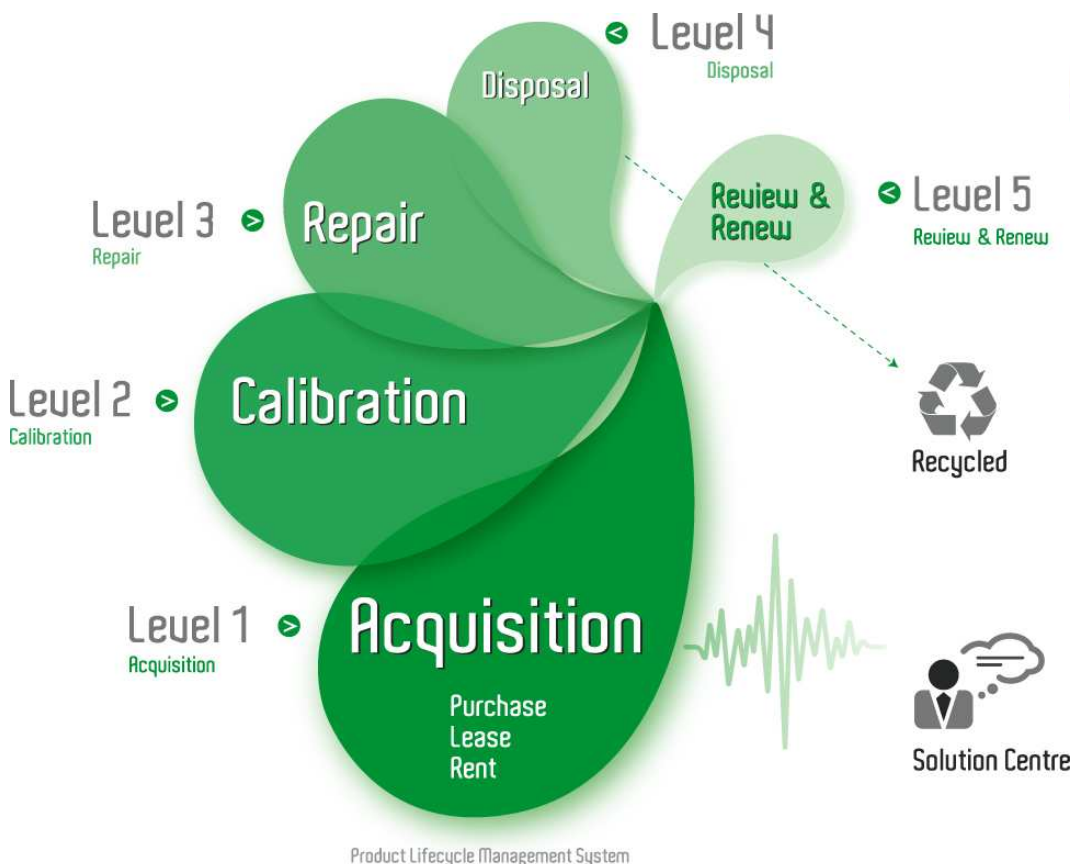 Level 4
Disposal
Disposal
Level 5
Review & Renew
Review &
Renew
Level 3
Repair
Repair
Level 2
Calibration
Calibration
Recycled
Level 1
Acquisition
Acquisition
Purchase
Lease
Rent
Solution Centre
Product Lifecycle Management System